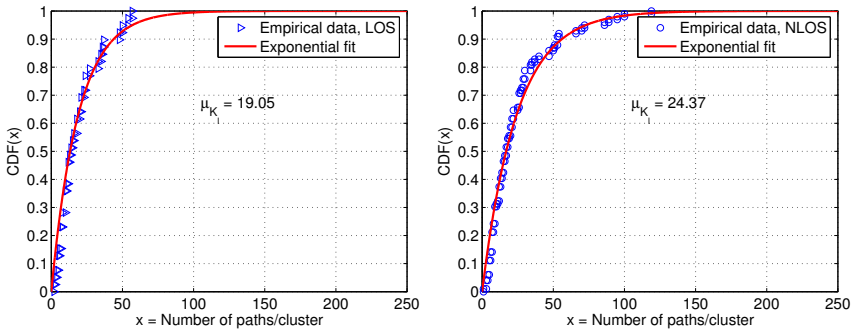 1
0.9
0.8
0.7
0.6
0.5
0.4
0.3
0.2
0.1
0
CDF(x)
0 50 100 150 200 250
x = Number of paths/cluster
Empirical data, LOS
Exponential fit
μ_{K_l} = 19.05
1
0.9
0.8
0.7
0.6
0.5
0.4
0.3
0.2
0.1
0
CDF(x)
0 50 100 150 200 250
x = Number of paths/cluster
Empirical data, NLOS
Exponential fit
μ_{K_l} = 24.37